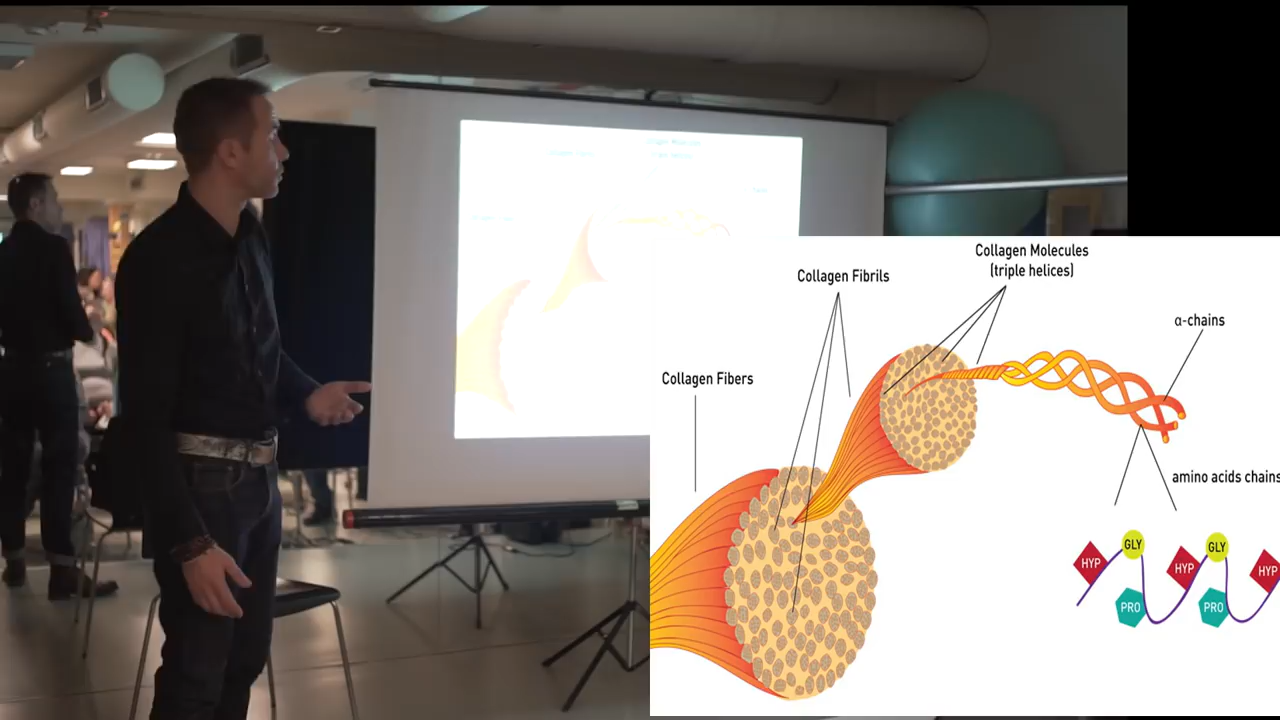 Collagen Molecules
(triple helices)
Collagen Fibrils
α-chains
Collagen Fibers
amino acids chains
GLY
GLY
HYP
HYP
HYP
PRO
PRO